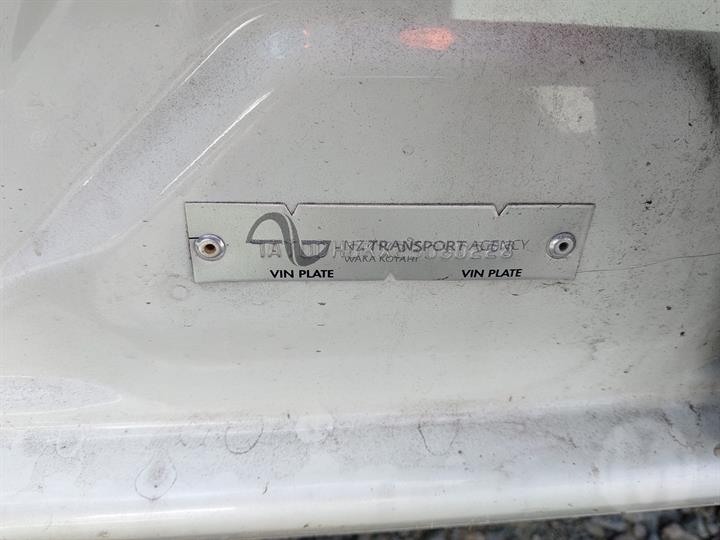 NZ TRANSPORT AGENCY
WAKA KOTAHI
VIN PLATE VIN PLATE